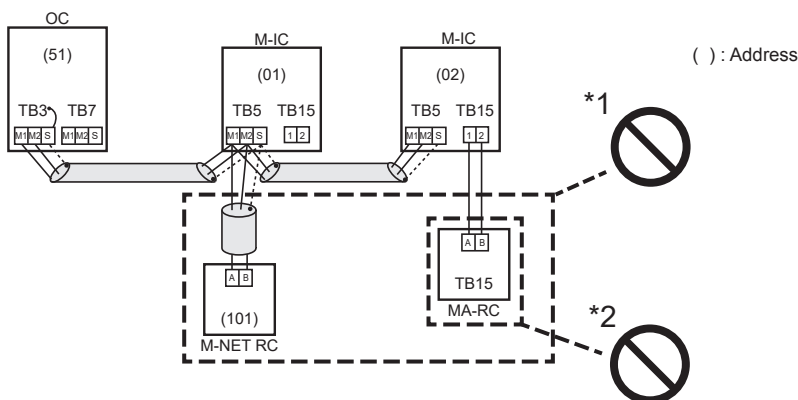 OC
(51)
TB3 TB7
M1 M2 S M1 M2 S
M-IC
(01)
TB5 TB15
M1 M2 S 1 2
M-IC
(02)
TB5 TB15
M1 M2 S 1 2
( ) : Address
*1
A B
(101)
M-NET RC
A B
TB15
MA-RC
*2